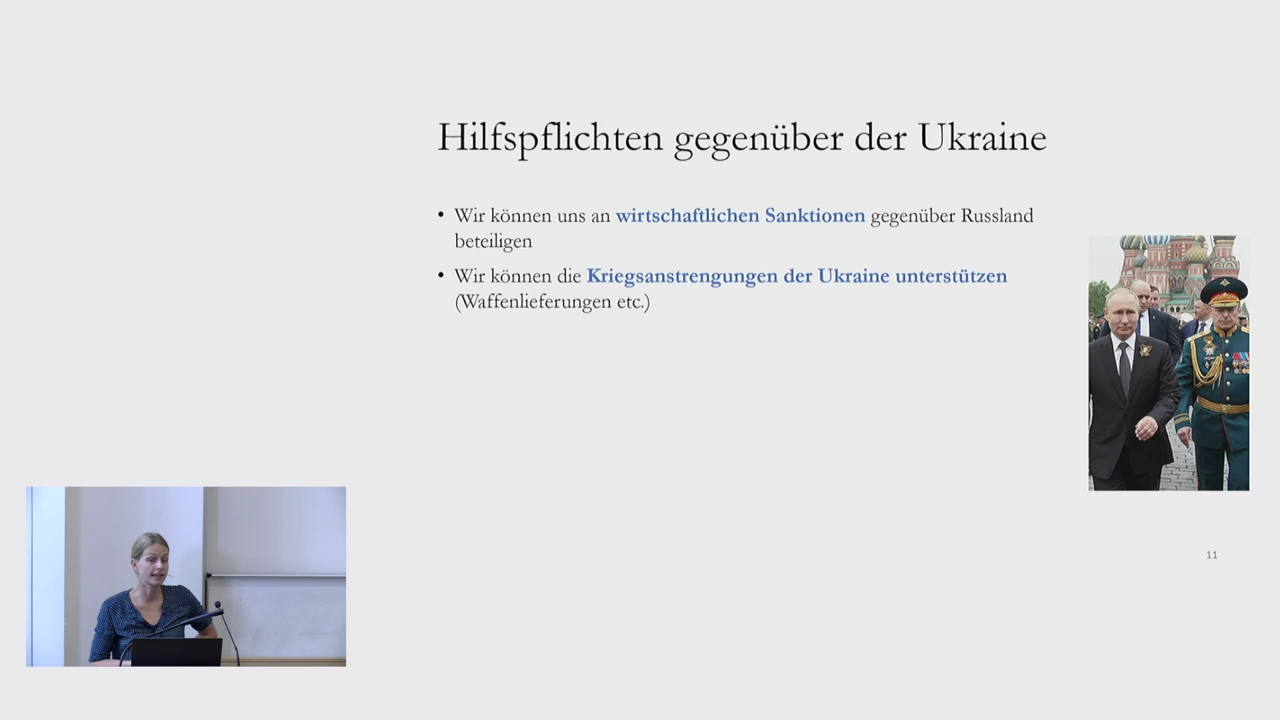 Hilfspflichten gegenüber der Ukraine
• Wir können uns an wirtschaftlichen Sanktionen gegenüber Russland
beteiligen
• Wir können die Kriegsanstrengungen der Ukraine unterstützen
(Waffenlieferungen etc.)
11